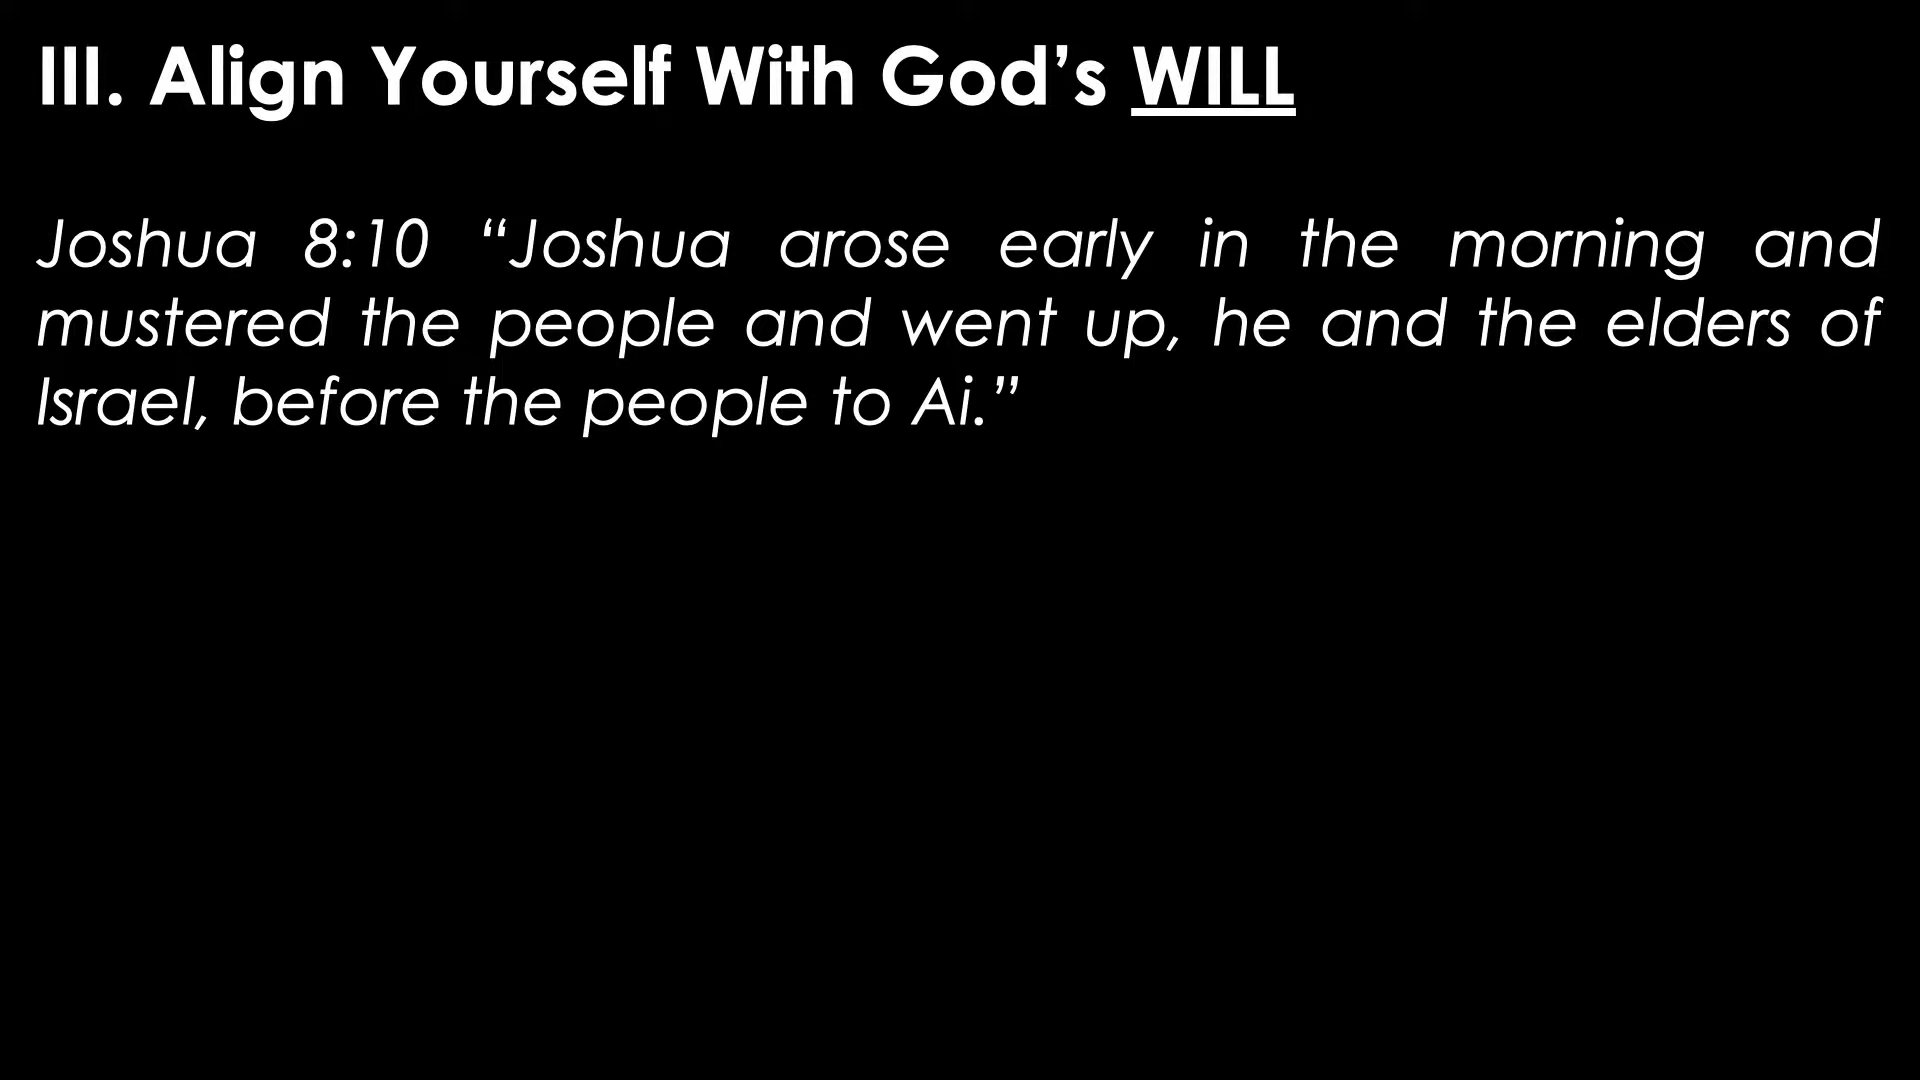 III. Align Yourself With God’s WILL
Joshua 8:10 “Joshua arose early in the morning and
mustered the people and went up, he and the elders of
Israel, before the people to Ai.”